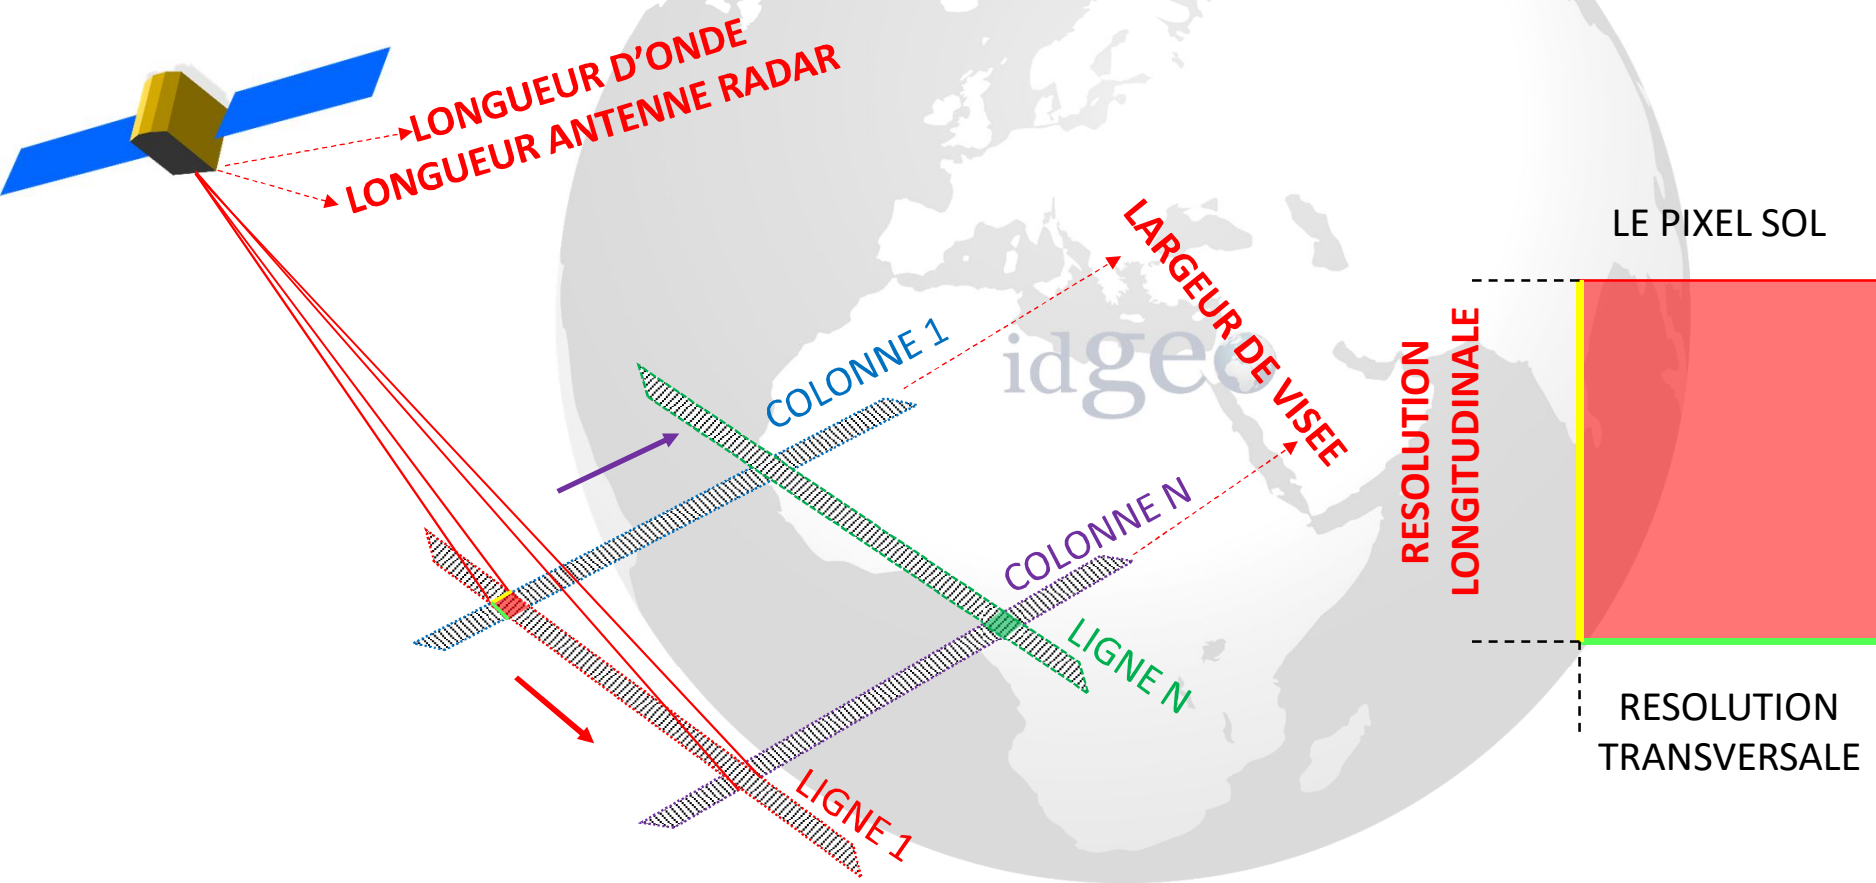 LONGUEUR D'ONDE
LONGUEUR ANTENNE RADAR
LARGEUR DE VISEE
LE PIXEL SOL
COLONNE 1
idgeo
RESOLUTION
LONGITUDINALE
COLONNE N
LIGNE N
LIGNE 1
RESOLUTION
TRANSVERSALE